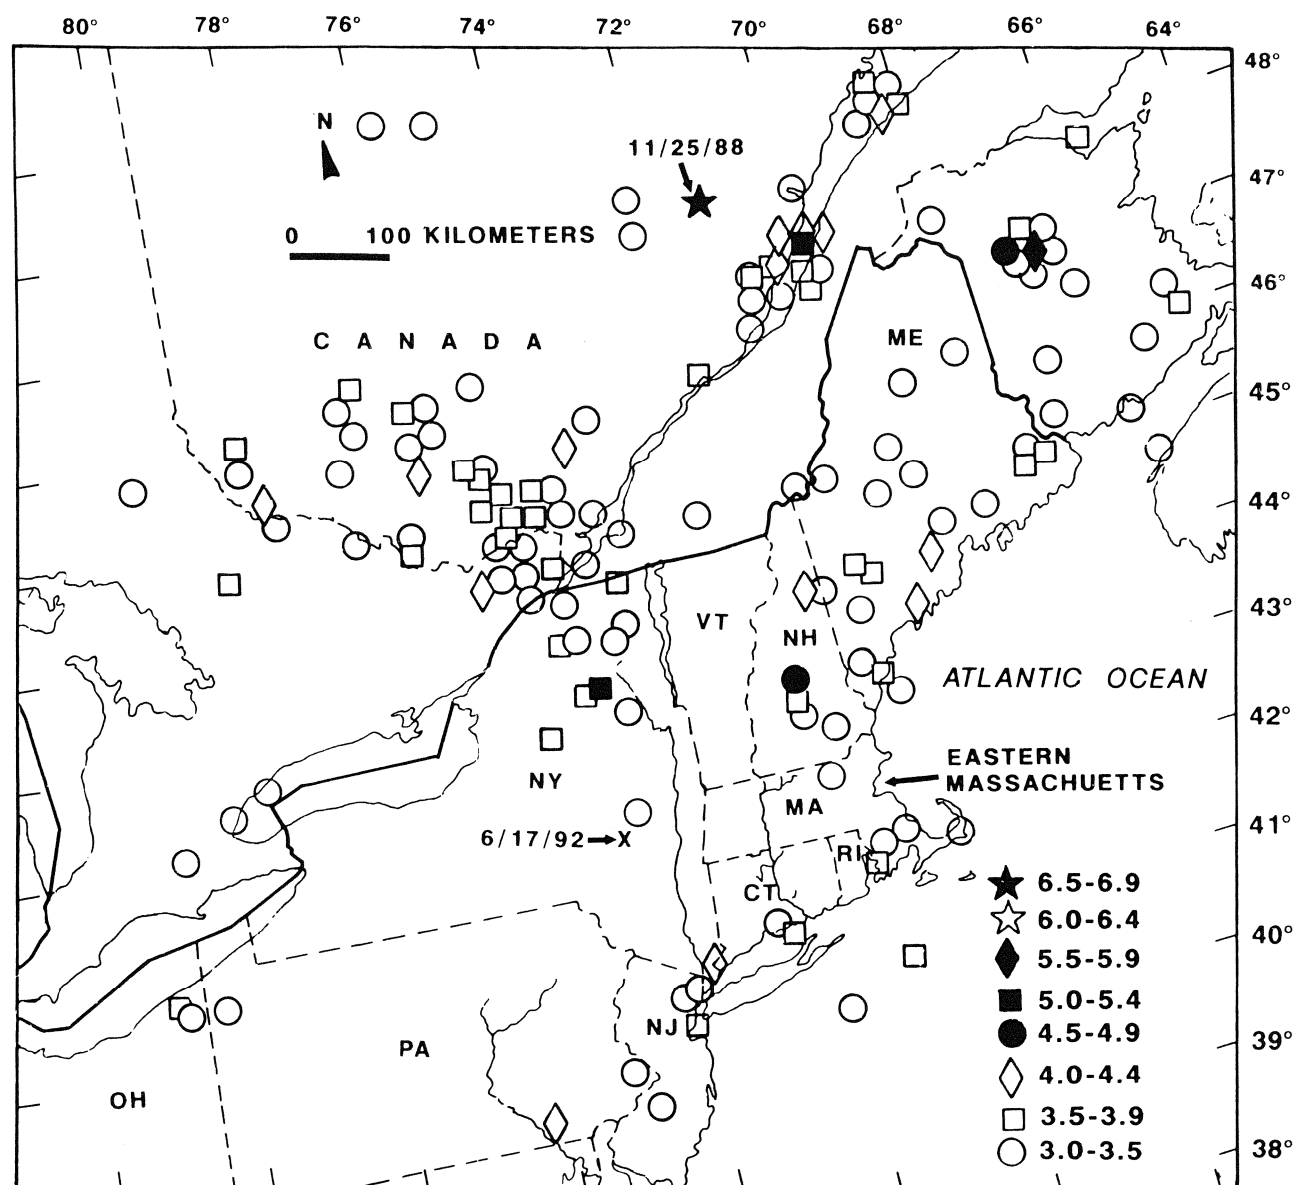 80° 78° 76° 74° 72° 70° 68° 66° 64°
48°
N
11/25/88
47°
0 100 KILOMETERS
46°
CANADA
ME
45°
44°
43°
VT
NH
ATLANTIC OCEAN
42°
EASTERN
MASSACHUETTS
NY
MA
41°
6/17/92 X
RI
6.5-6.9
CT
6.0-6.4
40°
5.5-5.9
5.0-5.4
NJ
4.5-4.9
39°
PA
4.0-4.4
OH
3.5-3.9
3.0-3.5
38°